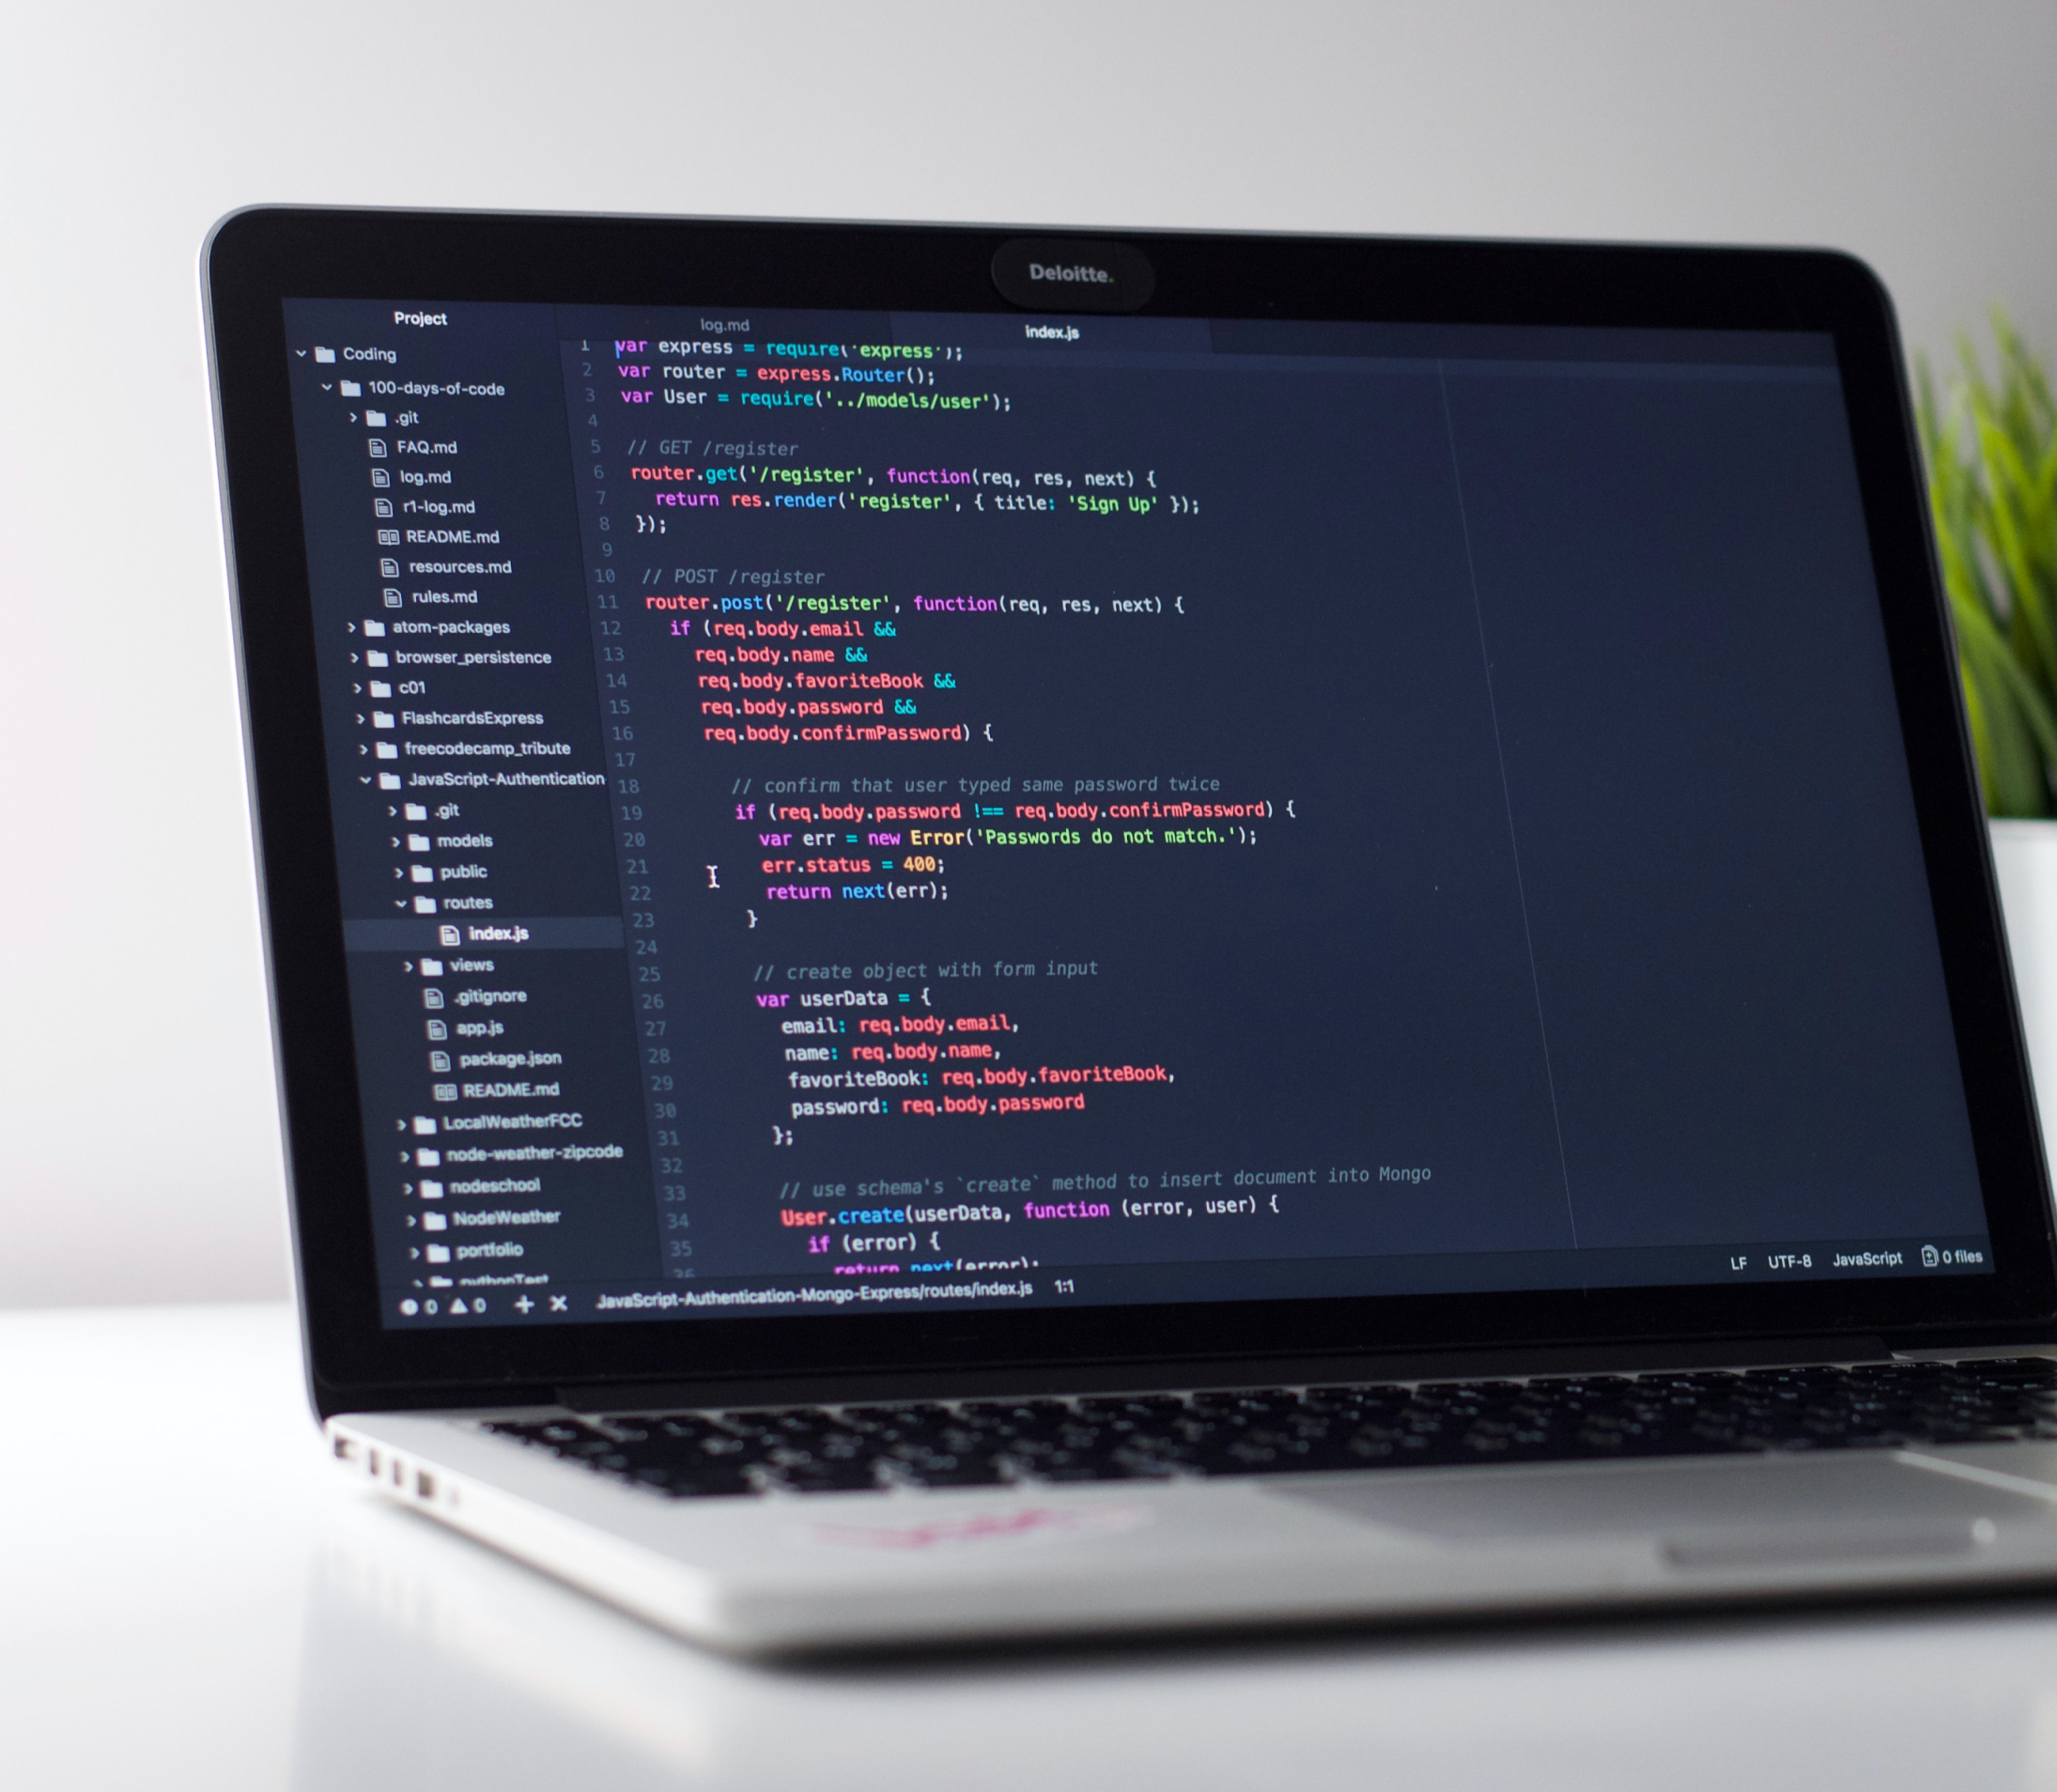 Deloitte.
Project
Coding
100-days-of-code
.git
FAQ.md
log.md
r1-log.md
README.md
resources.md
rules.md
atom-packages
browser_persistence
c01
FlashcardsExpress
freecodecamp_tribute
JavaScript-Authentication
.git
models
public
routes
index.js
views
.gitignore
app.js
package.json
README.md
LocalWeatherFCC
node-weather-zipcode
nodeschool
NodeWeather
portfolio
pythonTest
log.md index.js
1 var express = require('express');
2 var router = express.Router();
3 var User = require('../models/user');
4
5 // GET /register
6 router.get('/register', function(req, res, next) {
7 return res.render('register', { title: 'Sign Up' });
8 });
9
10 // POST /register
11 router.post('/register', function(req, res, next) {
12 if (req.body.email &&
13 req.body.name &&
14 req.body.favoriteBook &&
15 req.body.password &&
16 req.body.confirmPassword) {
17
18 // confirm that user typed same password twice
19 if (req.body.password !== req.body.confirmPassword) {
20 var err = new Error('Passwords do not match.');
21 err.status = 400;
22 return next(err);
23 }
24
25 // create object with form input
26 var userData = {
27 email: req.body.email,
28 name: req.body.name,
29 favoriteBook: req.body.favoriteBook,
30 password: req.body.password
31 };
32
33 // use schema's `create` method to insert document into Mongo
34 User.create(userData, function (error, user) {
35 if (error) {
36 return next(error);
0 0 JavaScript-Authentication-Mongo-Express/routes/index.js 1:1 LF UTF-8 JavaScript 0 files